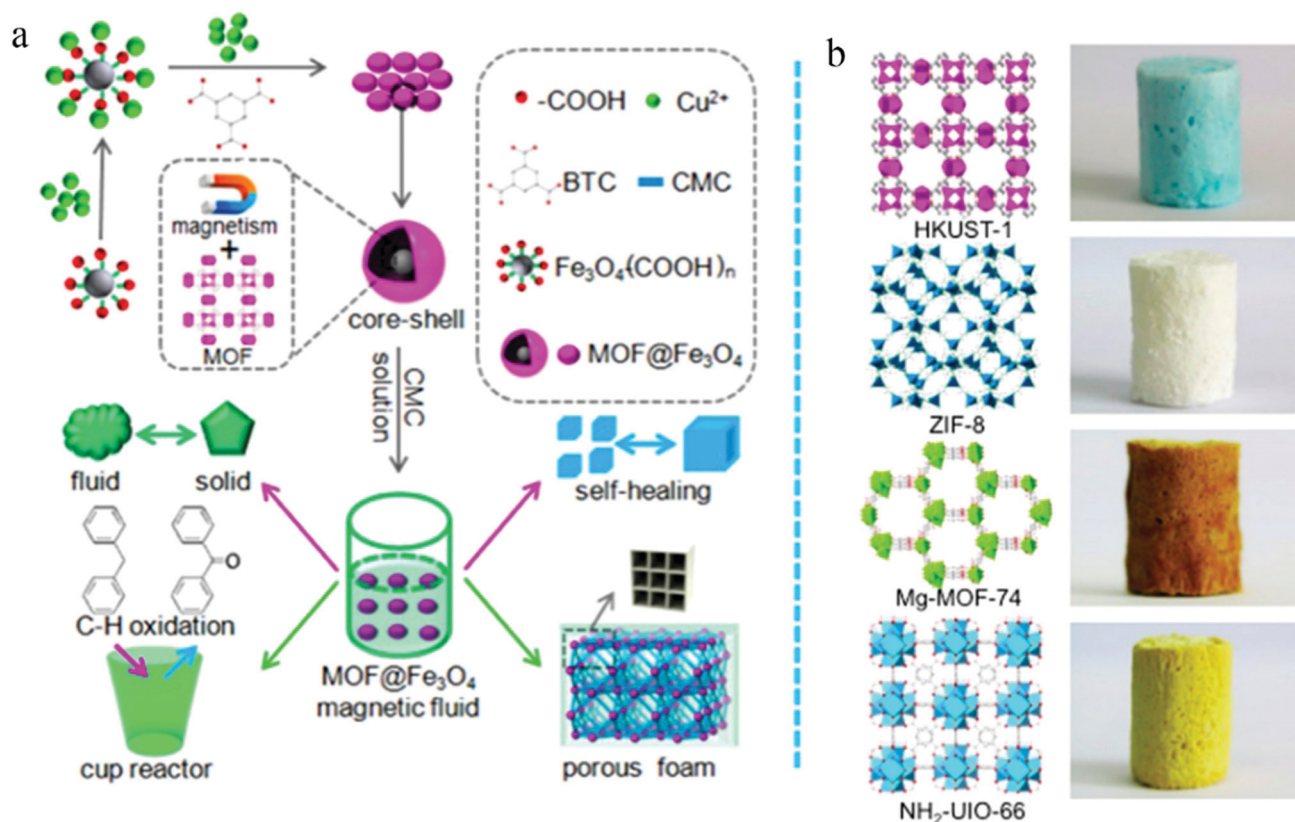 a
-COOH
Cu²⁺
BTC
CMC
magnetism
+
MOF
core-shell
Fe₃O₄(COOH)ₙ
MOF@Fe₃O₄
CMC
solution
fluid
solid
self-healing
O
C-H oxidation
MOF@Fe₃O₄
magnetic fluid
cup reactor
porous foam
b
HKUST-1
ZIF-8
Mg-MOF-74
NH₂-UIO-66